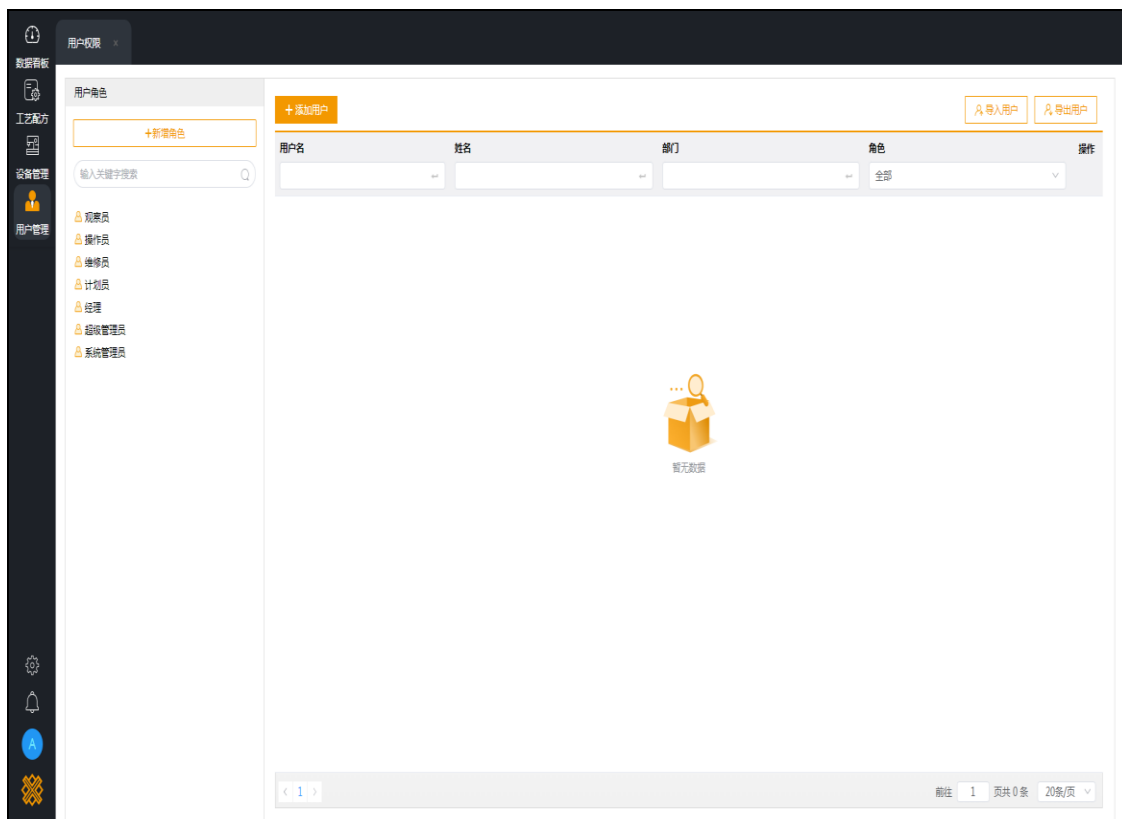 数据看板
工艺配方
设备管理
用户管理
A
用户权限 ×
用户角色
+新增角色
输入关键字搜索
观察员
操作员
维修员
计划员
经理
超级管理员
系统管理员
+ 添加用户 导入用户 导出用户
用户名 姓名 部门 角色 操作
全部
暂无数据
< 1 > 前往 1 页共 0 条 20条/页